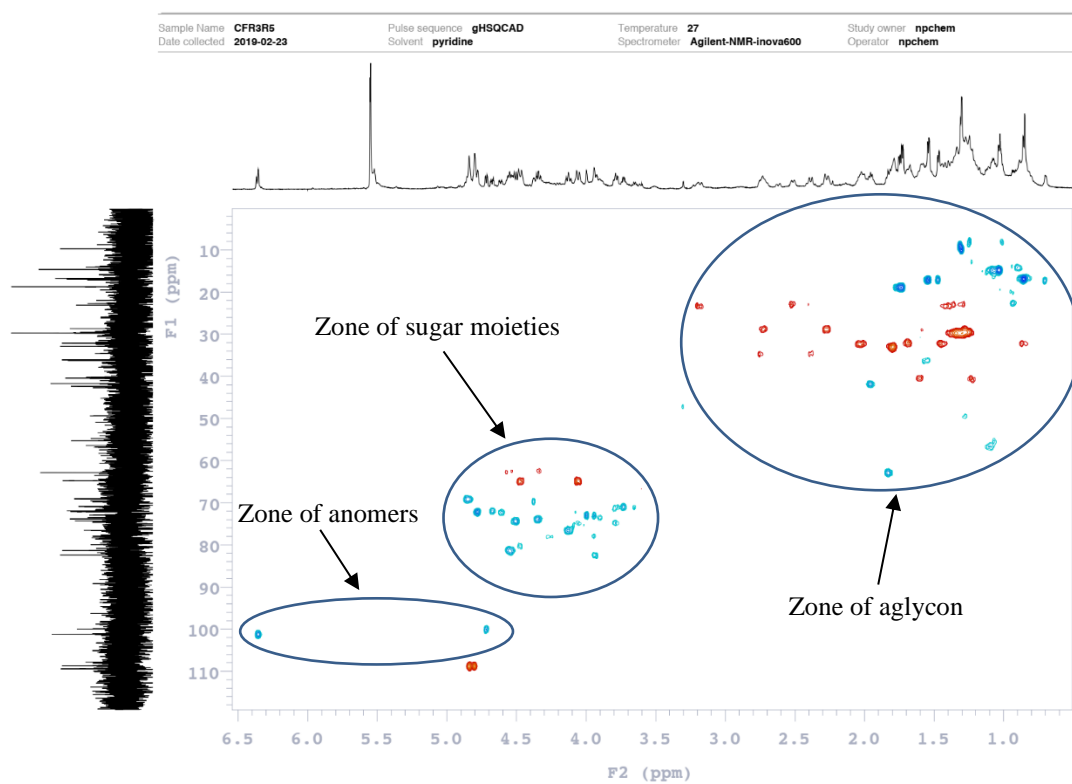 Sample Name CFR3R5 Pulse sequence gHSQCAD Temperature 27 Study owner npchem
Date collected 2019-02-23 Solvent pyridine Spectrometer Agilent-NMR-inova600 Operator npchem
Zone of sugar moieties
Zone of anomers
Zone of aglycon
F1 (ppm)
10
20
30
40
50
60
70
80
90
100
110
6.5 6.0 5.5 5.0 4.5 4.0 3.5 3.0 2.5 2.0 1.5 1.0
F2 (ppm)